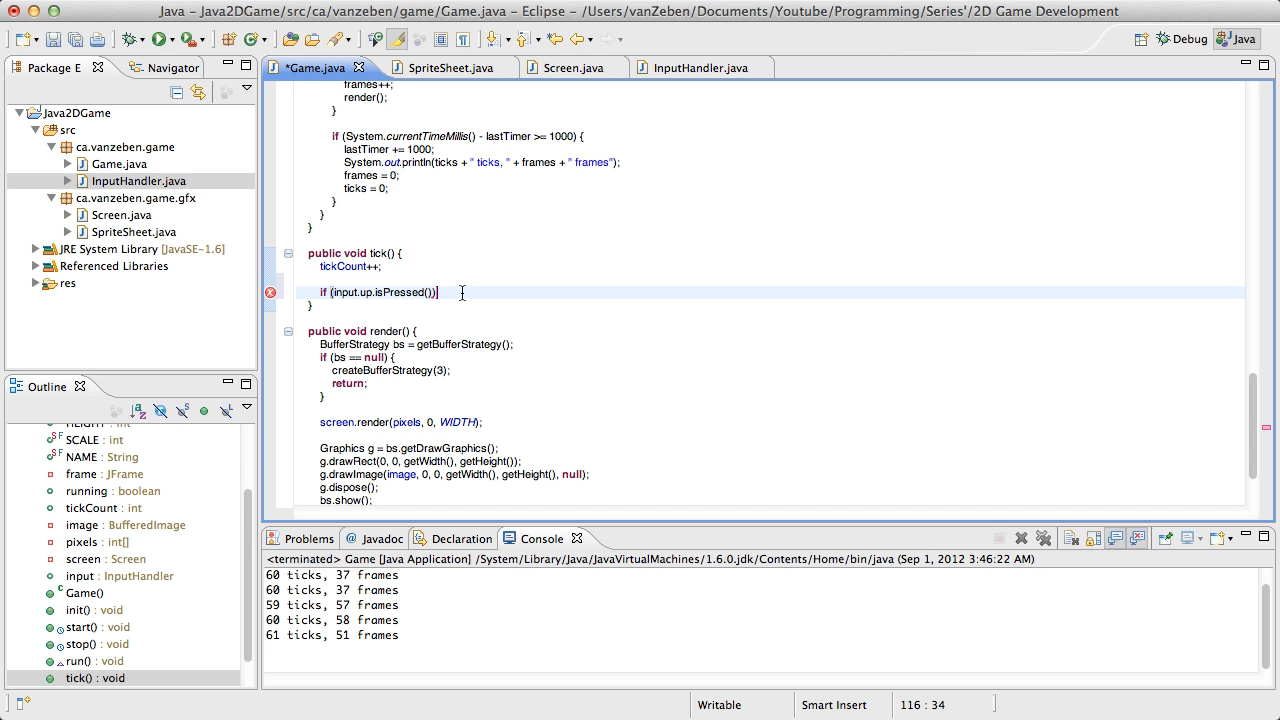 Java - Java2DGame/src/ca/vanzeben/game/Game.java - Eclipse - /Users/vanZeben/Documents/Youtube/Programming/Series'/2D Game Development
Debug
Java
Package E
Navigator
*Game.java
SpriteSheet.java
Screen.java
InputHandler.java
Java2DGame
src
ca.vanzeben.game
Game.java
InputHandler.java
ca.vanzeben.game.gfx
Screen.java
SpriteSheet.java
JRE System Library [JavaSE-1.6]
Referenced Libraries
res
frames++;
render();
}
if (System.currentTimeMillis() - lastTimer >= 1000) {
lastTimer += 1000;
System.out.println(ticks + " ticks, " + frames + " frames");
frames = 0;
ticks = 0;
}
}
}
public void tick() {
tickCount++;
if (input.up.isPressed())
}
public void render() {
BufferStrategy bs = getBufferStrategy();
if (bs == null) {
createBufferStrategy(3);
return;
}
screen.render(pixels, 0, WIDTH);
Graphics g = bs.getDrawGraphics();
g.drawRect(0, 0, getWidth(), getHeight());
g.drawImage(image, 0, 0, getWidth(), getHeight(), null);
g.dispose();
bs.show();
Outline
HEIGHT : int
SCALE : int
NAME : String
frame : JFrame
running : boolean
tickCount : int
image : BufferedImage
pixels : int[]
screen : Screen
input : InputHandler
Game()
init() : void
start() : void
stop() : void
run() : void
tick() : void
Problems
@ Javadoc
Declaration
Console
<terminated> Game [Java Application] /System/Library/Java/JavaVirtualMachines/1.6.0.jdk/Contents/Home/bin/java (Sep 1, 2012 3:46:22 AM)
60 ticks, 37 frames
60 ticks, 37 frames
59 ticks, 57 frames
60 ticks, 58 frames
61 ticks, 51 frames
Writable
Smart Insert
116 : 34